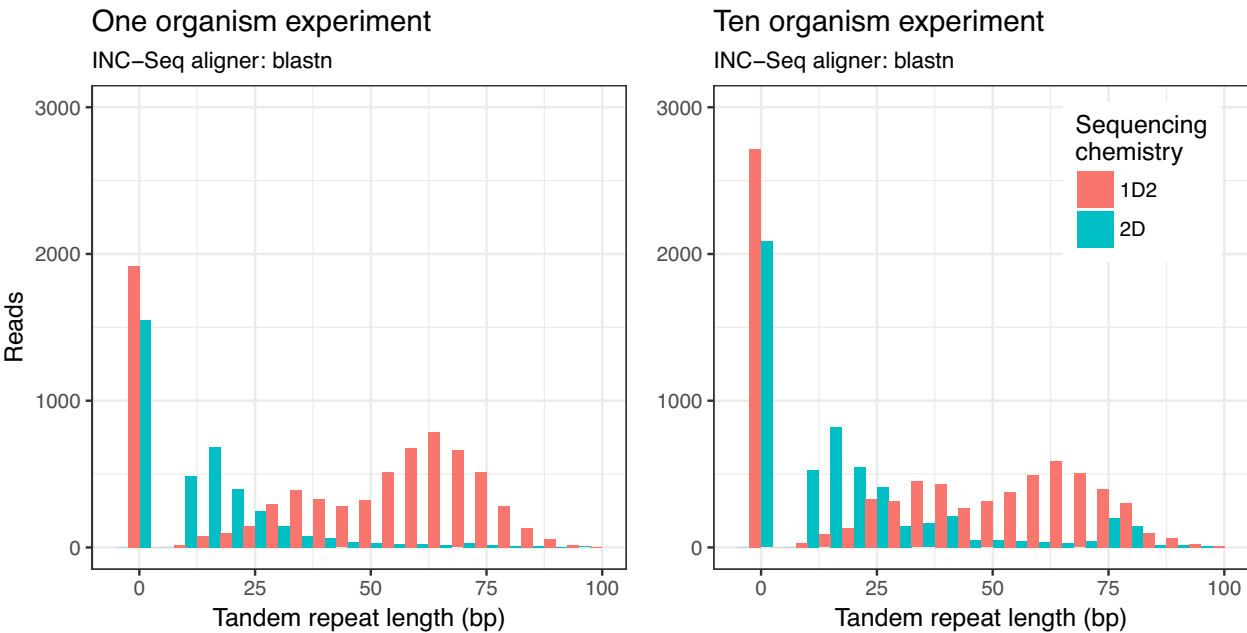 One organism experiment
INC−Seq aligner: blastn
3000
2000
1000
0
Reads
0 25 50 75 100
Tandem repeat length (bp)
Ten organism experiment
INC−Seq aligner: blastn
3000
2000
1000
0
Sequencing
chemistry
1D2
2D
0 25 50 75 100
Tandem repeat length (bp)